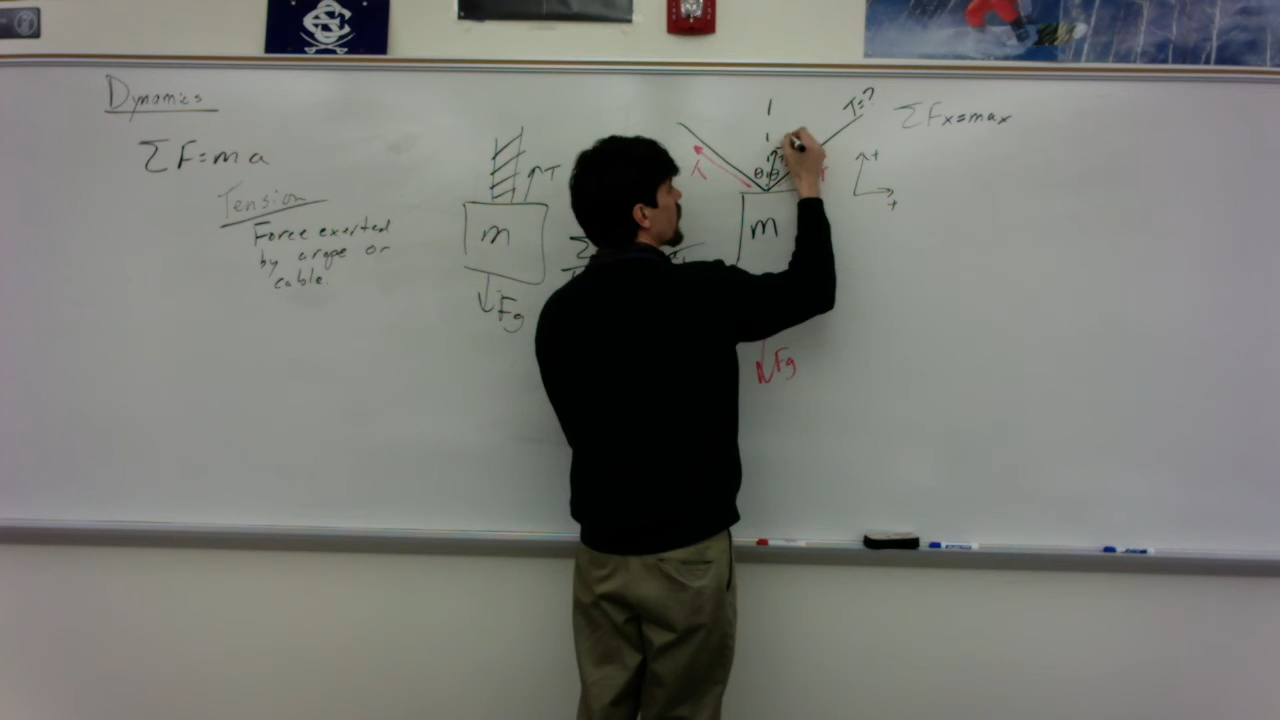 Dynamics
ΣF=ma
Tension
Force exerted
by a rope or
cable.
T
m
Fg
T
θ θ
T=?
m
Fg
ΣFx=max
+
+